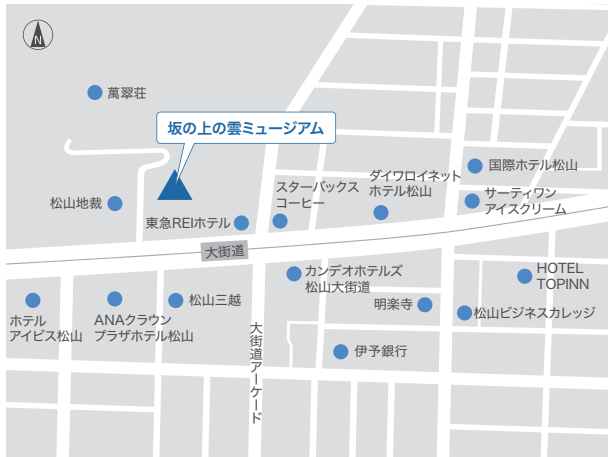 N
萬翠荘
坂の上の雲ミュージアム
国際ホテル松山
ダイワロイネット
ホテル松山
スターバックス
コーヒー
サーティワン
アイスクリーム
松山地裁
東急REIホテル
大街道
カンデオホテルズ
松山大街道
HOTEL
TOPINN
松山三越
明楽寺
松山ビジネスカレッジ
ホテル
アイビス松山
ANAクラウン
プラザホテル松山
大街道アーケード
伊予銀行